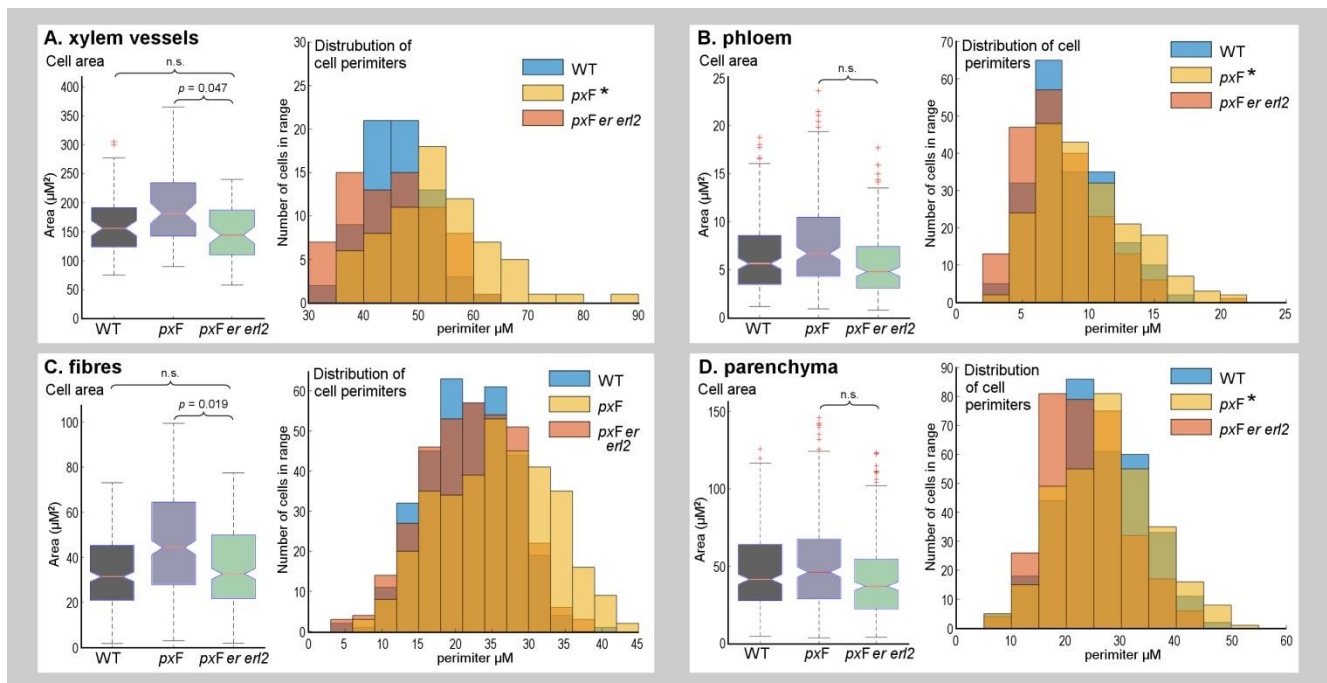 A. xylem vessels
Cell area
n.s.
p = 0.047
Area (µM²)
400
350
300
250
200
150
100
50
0
WT
pxF
pxF er erl2
Distrubution of
cell perimiters
WT
pxF *
pxF er erl2
Number of cells in range
30
25
20
15
10
5
0
30
40
50
60
70
80
90
perimiter µM
B. phloem
Cell area
n.s.
Area (µM²)
25
20
15
10
5
0
WT
pxF
pxF er erl2
Distribution of cell
perimiters
WT
pxF *
pxF er erl2
Number of cells in range
70
60
50
40
30
20
10
0
0
5
10
15
20
25
perimiter µM
C. fibres
Cell area
n.s.
p = 0.019
Area (µM²)
100
80
60
40
20
0
WT
pxF
pxF er erl2
Distribution of
cell perimiters
WT
pxF
pxF er
erl2
Number of cells in range
60
50
40
30
20
10
0
0
5
10
15
20
25
30
35
40
45
perimiter µM
D. parenchyma
Cell area
n.s.
Area (µM²)
150
100
50
0
WT
pxF
pxF er erl2
Distribution
of cell
perimiters
WT
pxF *
pxF er erl2
Number of cells in range
90
80
70
60
50
40
30
20
10
0
0
10
20
30
40
50
60
perimiter µM